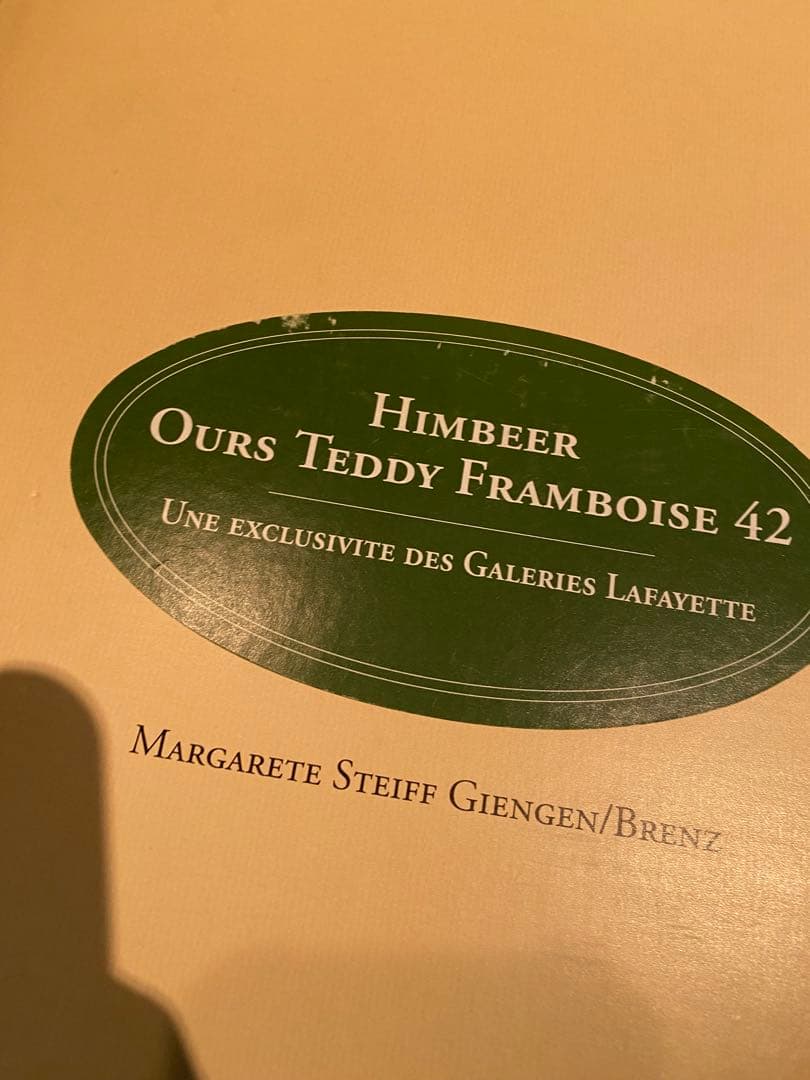 Himbeer
Ours Teddy Framboise 42
Une exclusivite des Galeries Lafayette
Margarete Steiff Giengen/Brenz